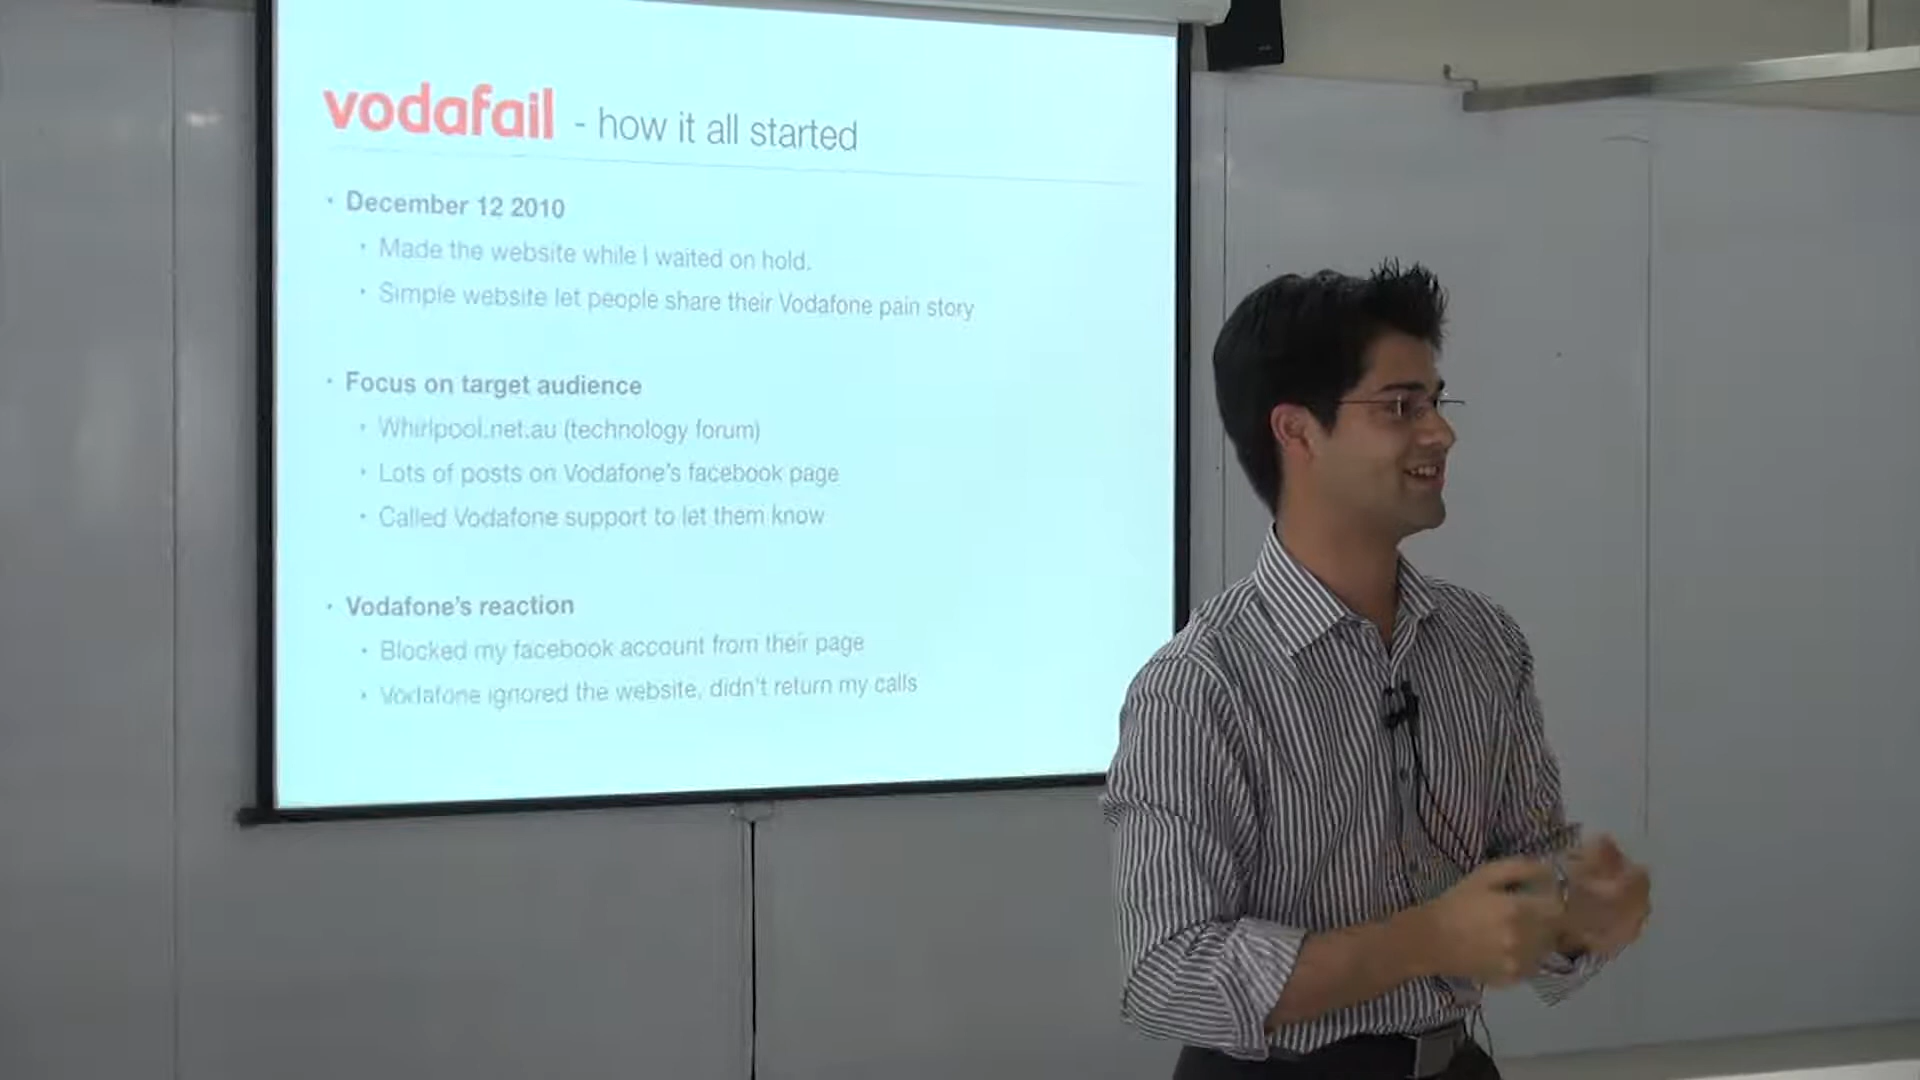 vodafail - how it all started
• December 12 2010
• Made the website while I waited on hold.
• Simple website let people share their Vodafone pain story
• Focus on target audience
• Whirlpool.net.au (technology forum)
• Lots of posts on Vodafone's facebook page
• Called Vodafone support to let them know
• Vodafone's reaction
• Blocked my facebook account from their page
• Vodafone ignored the website, didn't return my calls